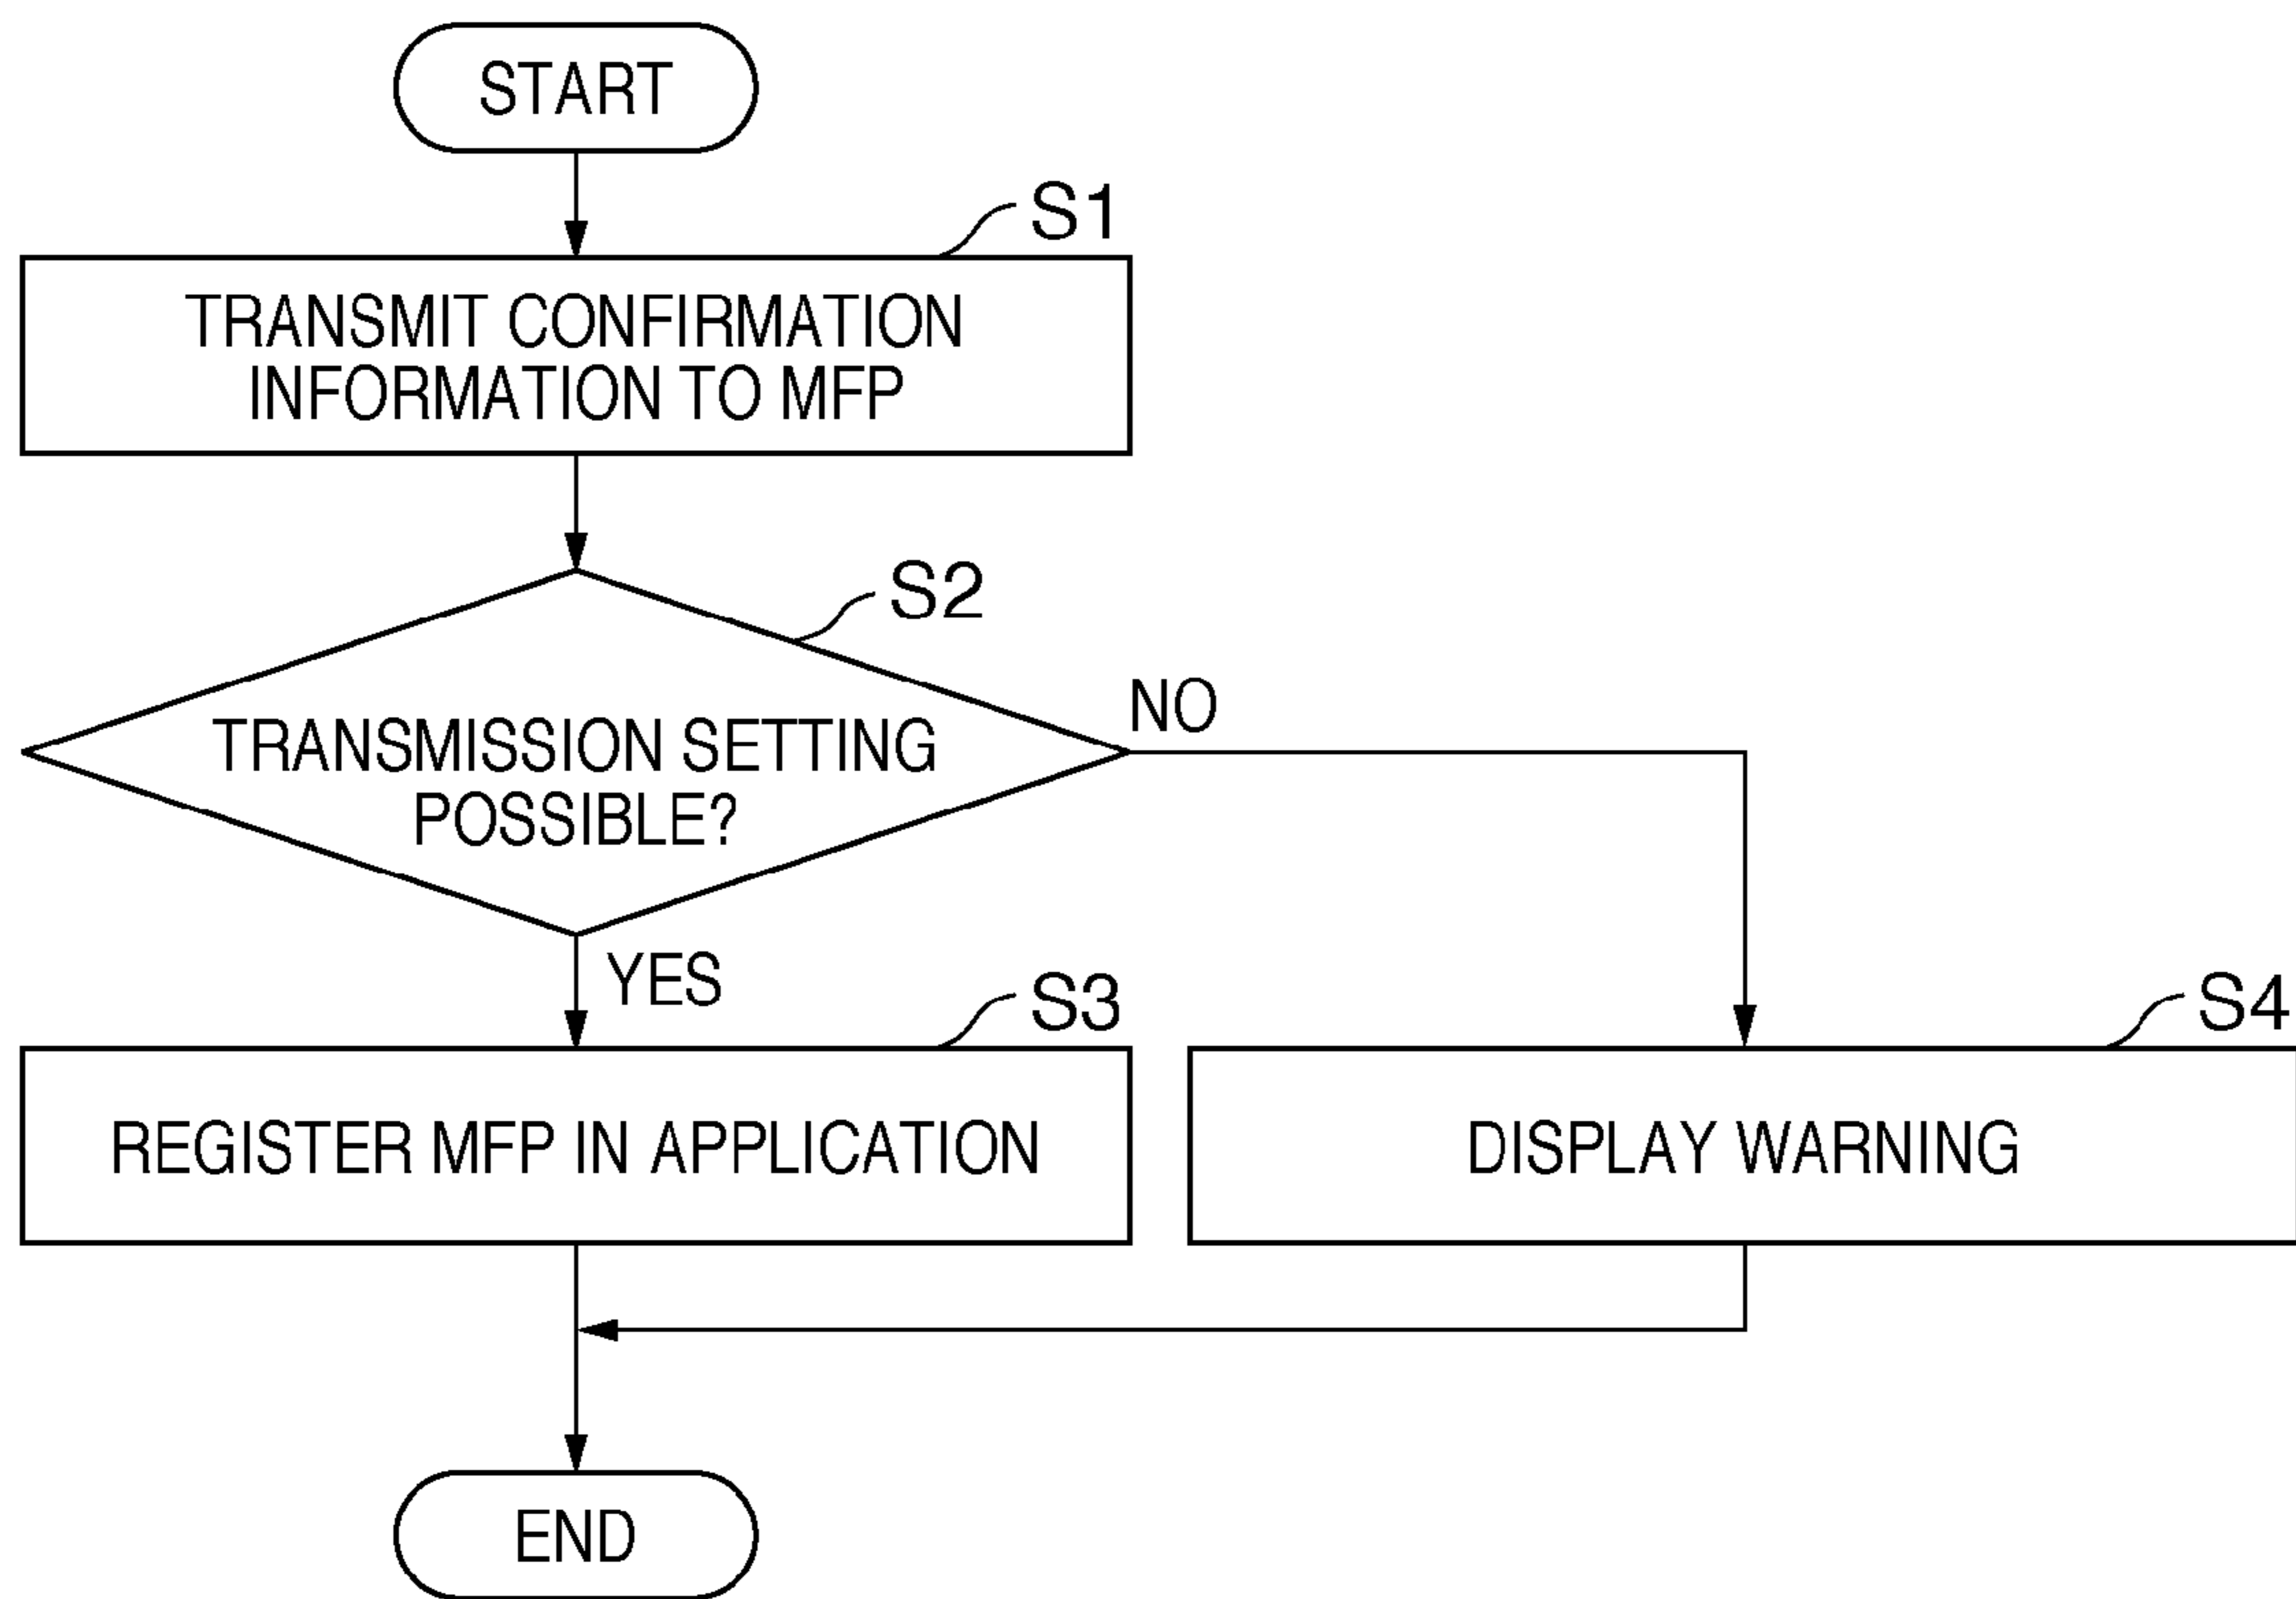 START
S1
TRANSMIT CONFIRMATION
INFORMATION TO MFP
S2
TRANSMISSION SETTING
POSSIBLE?
NO
YES
S3
REGISTER MFP IN APPLICATION
S4
DISPLAY WARNING
END